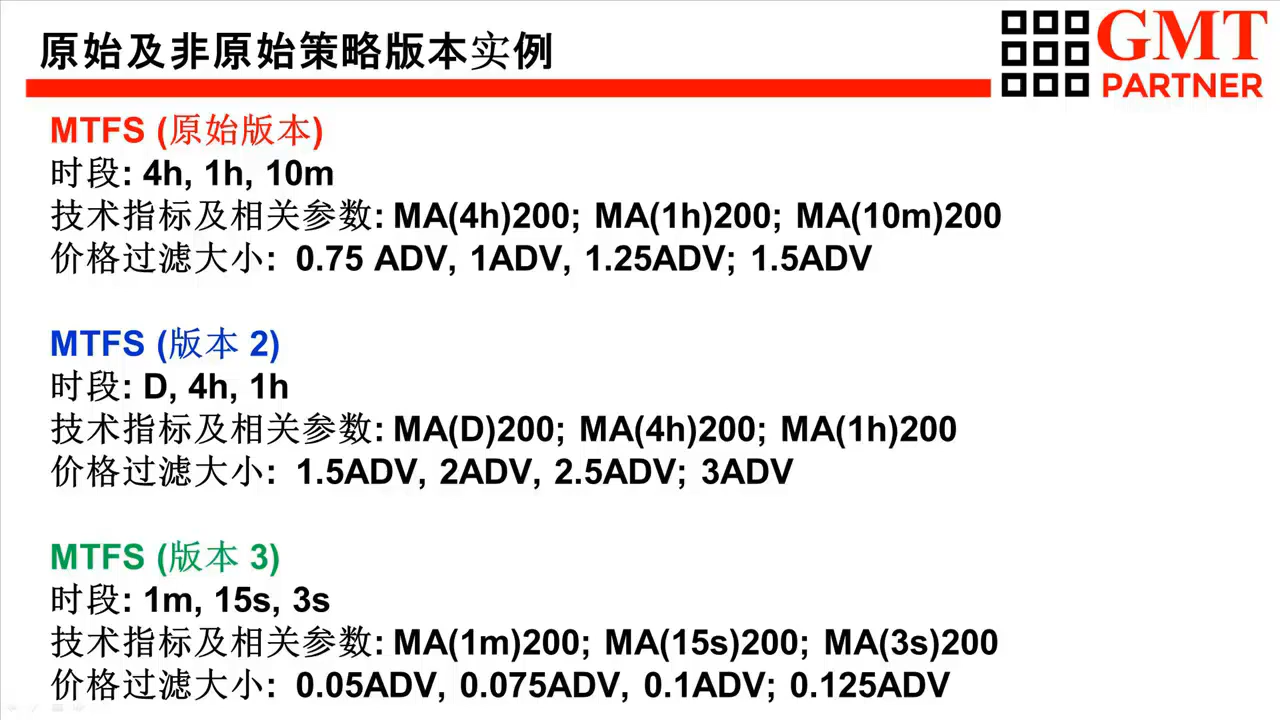 原始及非原始策略版本实例
GMT
PARTNER
MTFS (原始版本)
时段: 4h, 1h, 10m
技术指标及相关参数: MA(4h)200; MA(1h)200; MA(10m)200
价格过滤大小: 0.75 ADV, 1ADV, 1.25ADV; 1.5ADV
MTFS (版本 2)
时段: D, 4h, 1h
技术指标及相关参数: MA(D)200; MA(4h)200; MA(1h)200
价格过滤大小: 1.5ADV, 2ADV, 2.5ADV; 3ADV
MTFS (版本 3)
时段: 1m, 15s, 3s
技术指标及相关参数: MA(1m)200; MA(15s)200; MA(3s)200
价格过滤大小: 0.05ADV, 0.075ADV, 0.1ADV; 0.125ADV